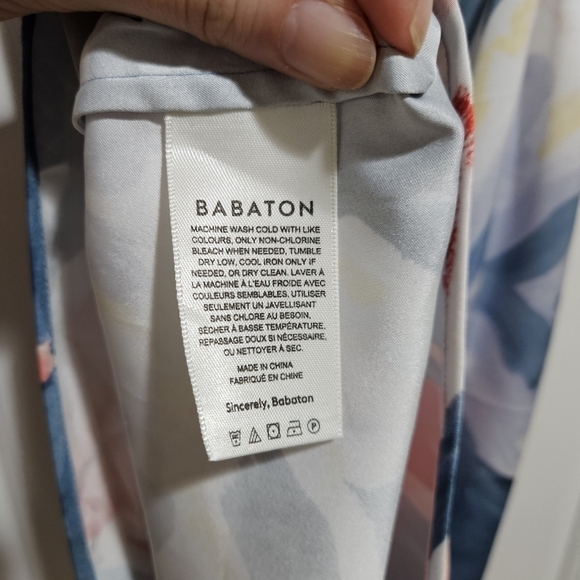 BABATON
MACHINE WASH COLD WITH LIKE
COLOURS, ONLY NON-CHLORINE
BLEACH WHEN NEEDED, TUMBLE
DRY LOW, COOL IRON ONLY IF
NEEDED, OR DRY CLEAN. LAVER À
LA MACHINE À L'EAU FROIDE AVEC
COULEURS SEMBLABLES, UTILISER
SEULEMENT UN JAVELLISANT
SANS CHLORE AU BESOIN,
SÉCHER À BASSE TEMPÉRATURE,
REPASSAGE DOUX SI NÉCESSAIRE,
OU NETTOYER À SEC.
MADE IN CHINA
FABRIQUÉ EN CHINE
Sincerely, Babaton
P